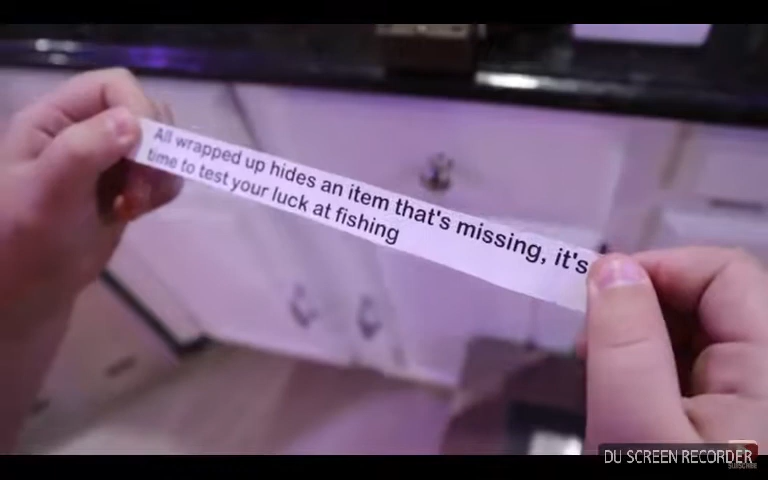 All wrapped up hides an item that's missing, it's
time to test your luck at fishing
DU SCREEN RECORDER
SUBSCRIBE